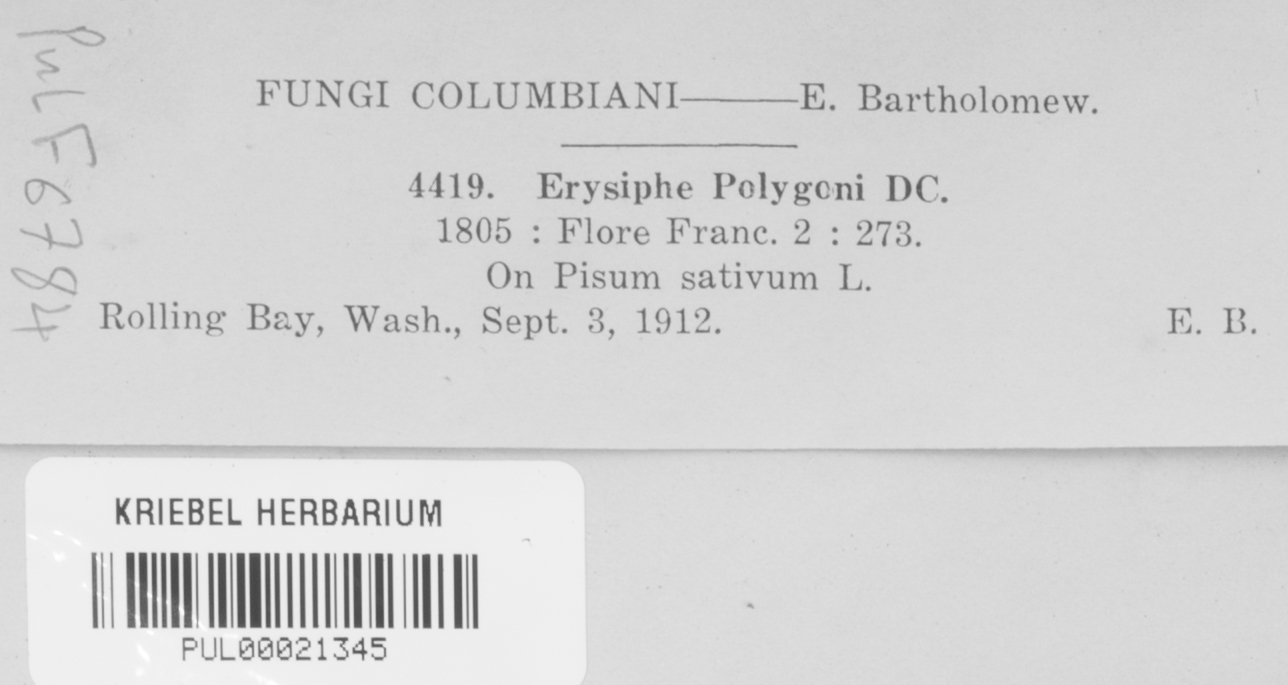 PUL F6784
FUNGI COLUMBIANI———E. Bartholomew.
4419. Erysiphe Polygoni DC.
1805 : Flore Franc. 2 : 273.
On Pisum sativum L.
Rolling Bay, Wash., Sept. 3, 1912. E. B.
KRIEBEL HERBARIUM
PUL00021345